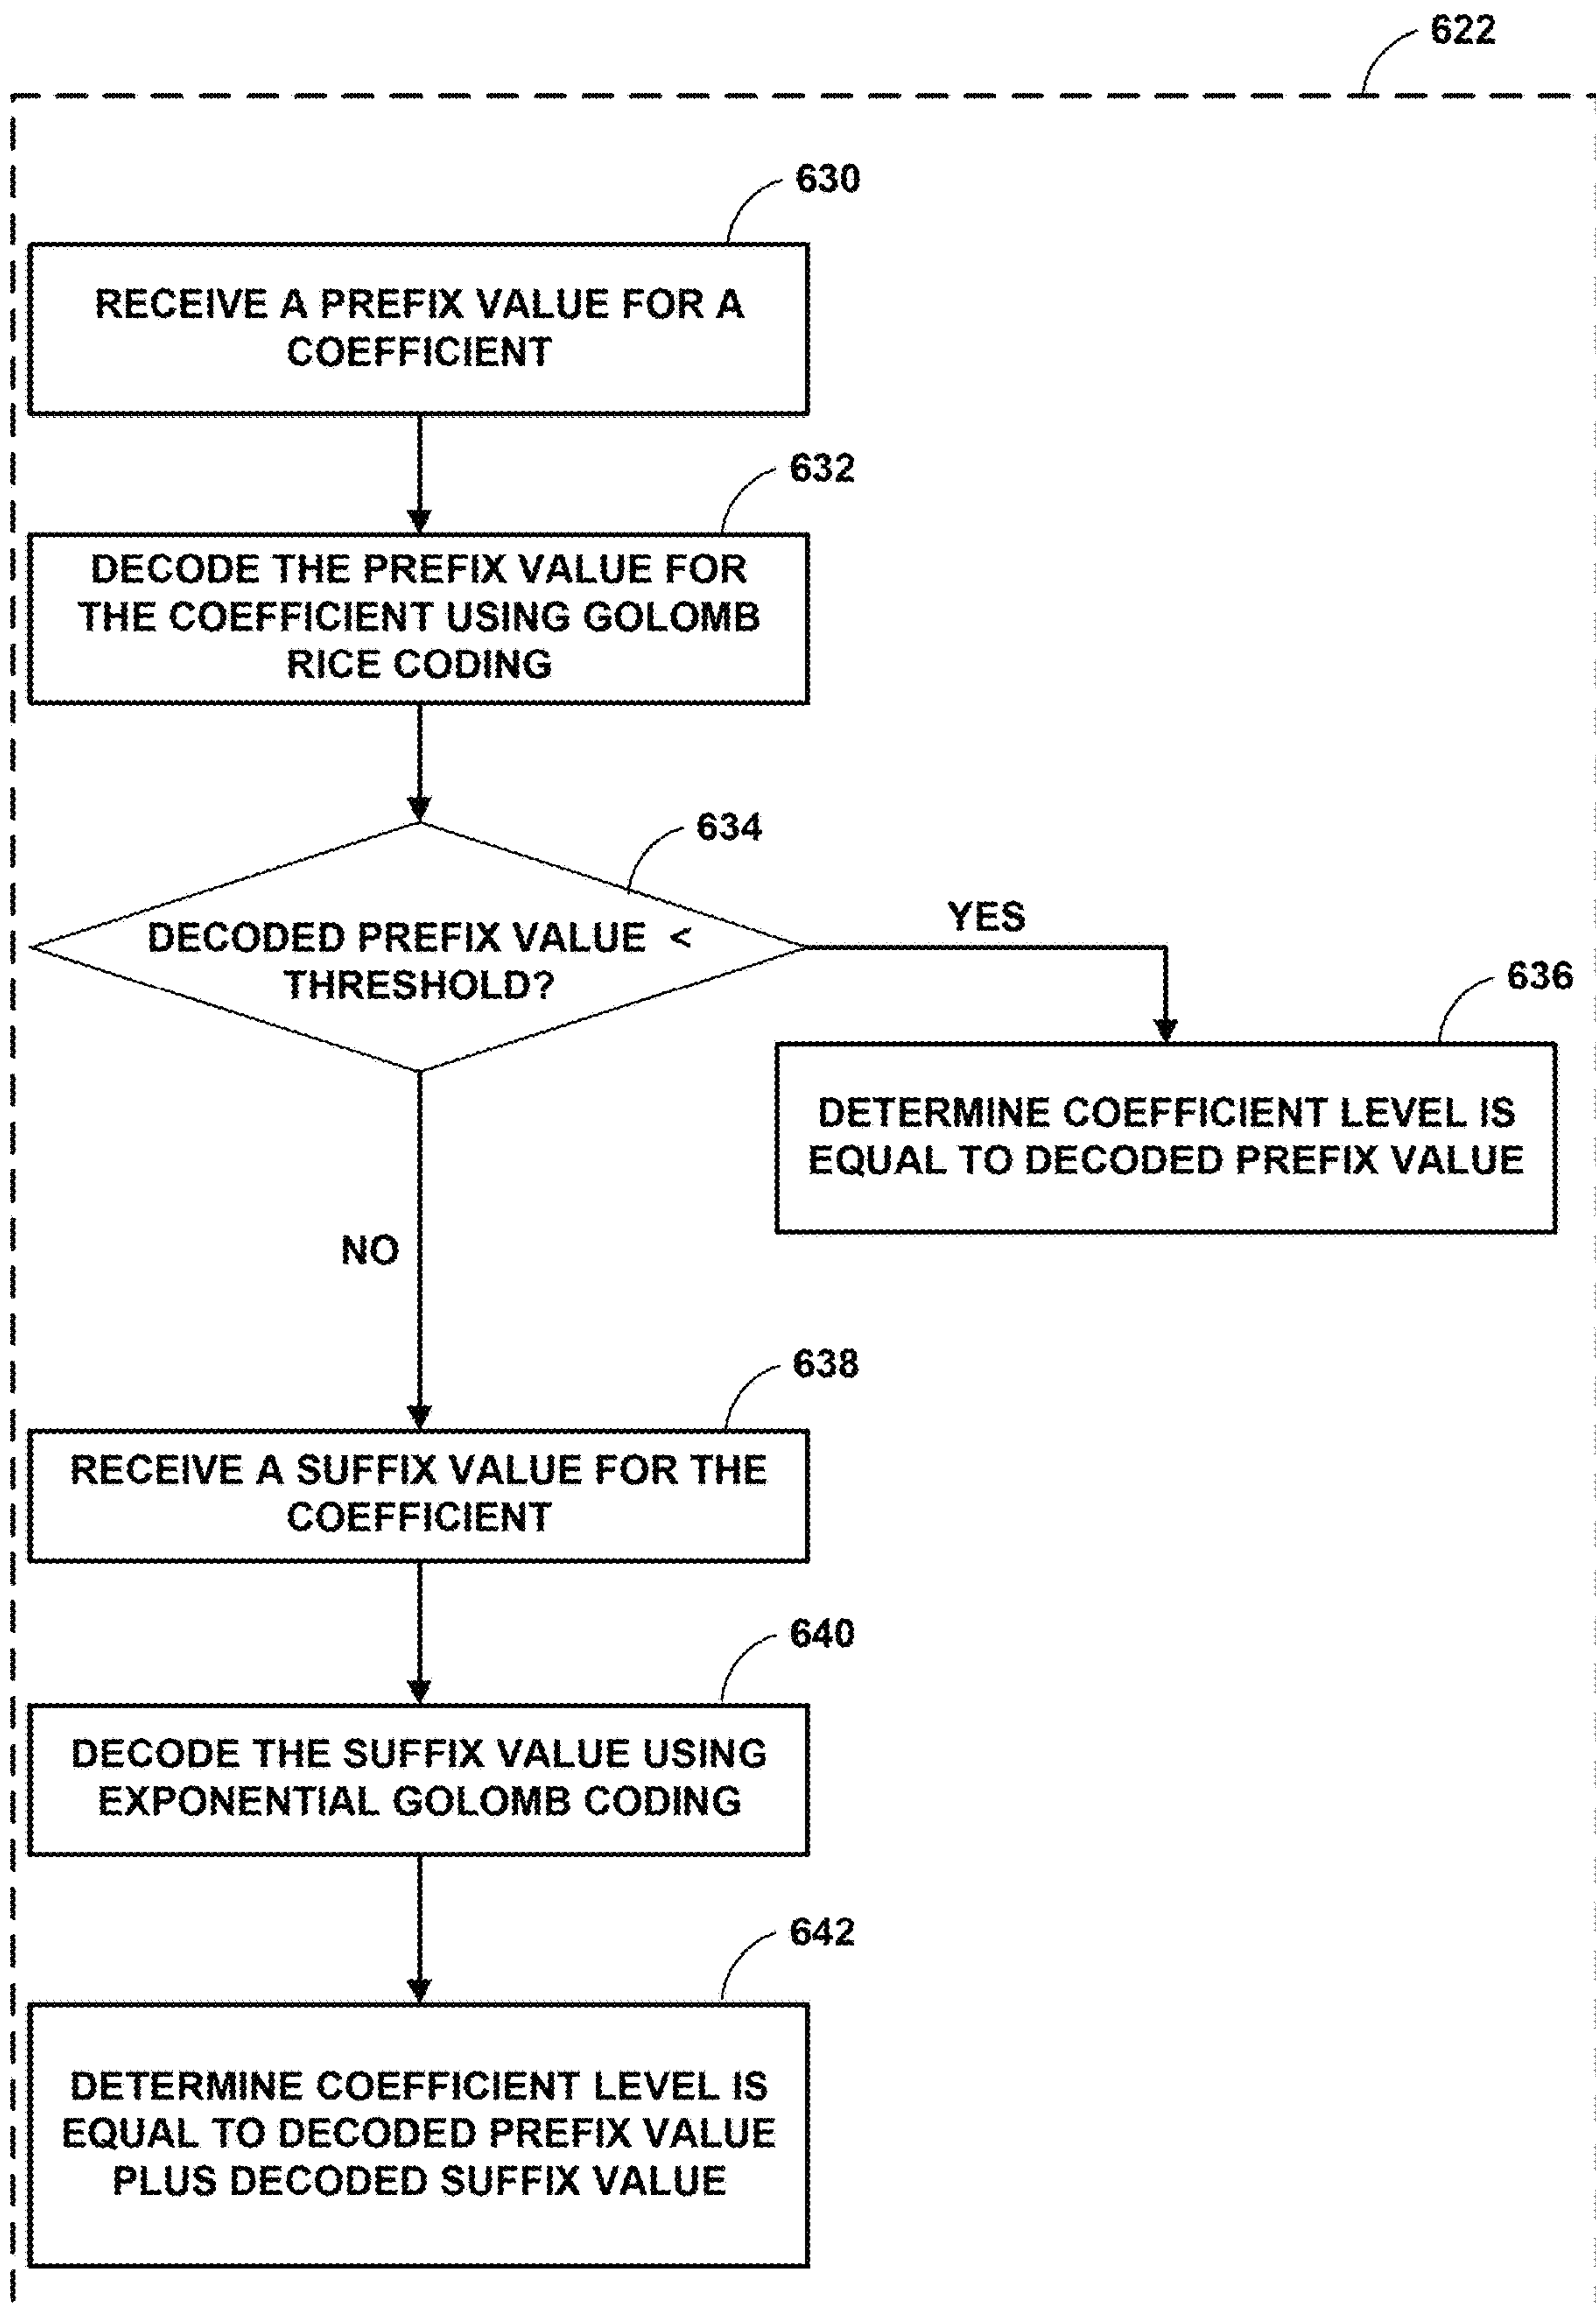 622
630
RECEIVE A PREFIX VALUE FOR A
COEFFICIENT
632
DECODE THE PREFIX VALUE FOR
THE COEFFICIENT USING GOLOMB
RICE CODING
634
DECODED PREFIX VALUE <
THRESHOLD?
YES
636
DETERMINE COEFFICIENT LEVEL IS
EQUAL TO DECODED PREFIX VALUE
NO
638
RECEIVE A SUFFIX VALUE FOR THE
COEFFICIENT
640
DECODE THE SUFFIX VALUE USING
EXPONENTIAL GOLOMB CODING
642
DETERMINE COEFFICIENT LEVEL IS
EQUAL TO DECODED PREFIX VALUE
PLUS DECODED SUFFIX VALUE